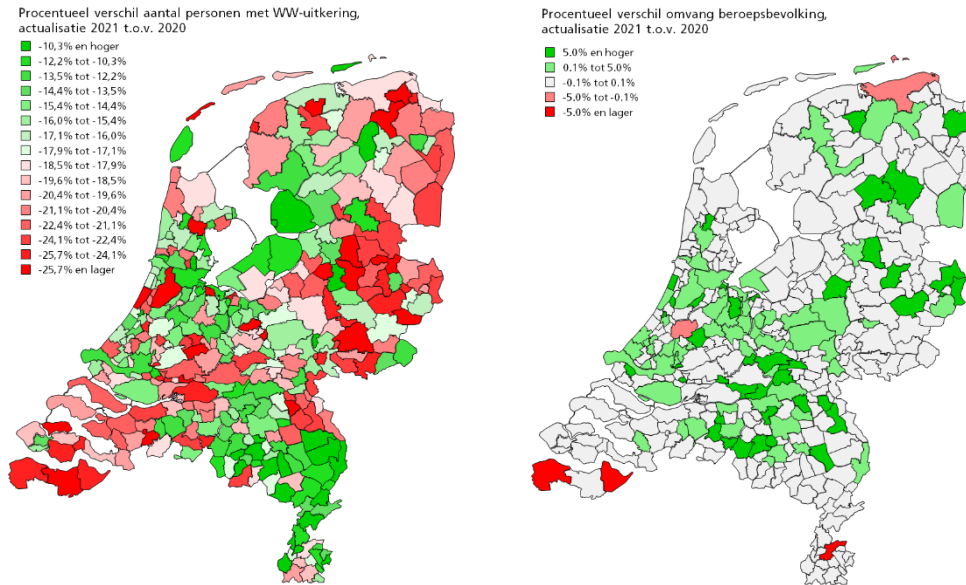 Procentueel verschil aantal personen met WW-uitkering,
actualisatie 2021 t.o.v. 2020
-10,3% en hoger
-12,2% tot -10,3%
-13,5% tot -12,2%
-14,4% tot -13,5%
-15,4% tot -14,4%
-16,0% tot -15,4%
-17,1% tot -16,0%
-17,9% tot -17,1%
-18,5% tot -17,9%
-19,6% tot -18,5%
-20,4% tot -19,6%
-21,1% tot -20,4%
-22,4% tot -21,1%
-24,1% tot -22,4%
-25,7% tot -24,1%
-25,7% en lager
Procentueel verschil omvang beroepsbevolking,
actualisatie 2021 t.o.v. 2020
5.0% en hoger
0.1% tot 5.0%
-0.1% tot 0.1%
-5.0% tot -0.1%
-5.0% en lager